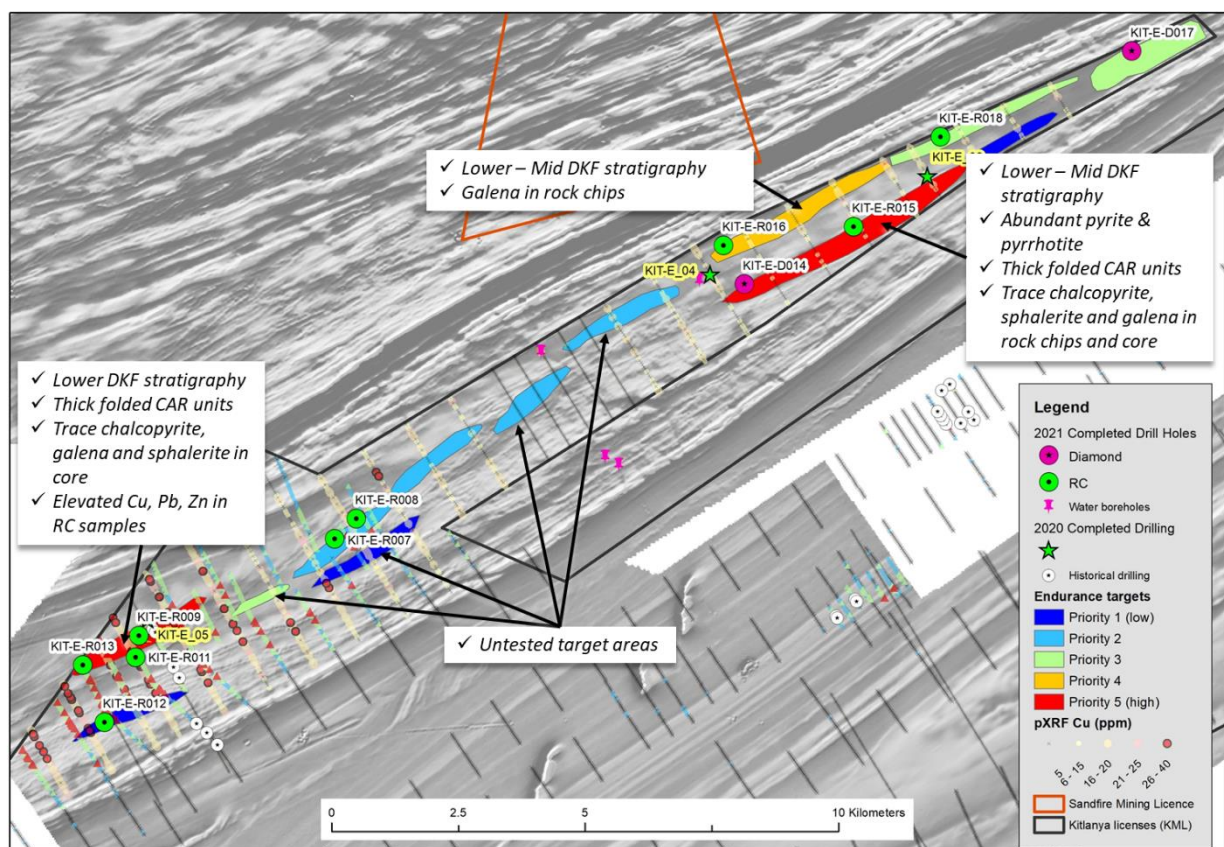 KIT-E-D017
KIT-E-R018
✓ Lower – Mid DKF stratigraphy
✓ Galena in rock chips
✓ Lower – Mid DKF
stratigraphy
✓ Abundant pyrite &
pyrrhotite
✓ Thick folded CAR units
✓ Trace chalcopyrite,
sphalerite and galena in
rock chips and core
KIT-E-R015
KIT-E-R016
KIT-E_04
KIT-E-D014
✓ Lower DKF stratigraphy
✓ Thick folded CAR units
✓ Trace chalcopyrite,
galena and sphalerite in
core
✓ Elevated Cu, Pb, Zn in
RC samples
KIT-E-R008
KIT-E-R007
✓ Untested target areas
KIT-E-R009
KIT-E_05
KIT-E-R013
KIT-E-R011
KIT-E-R012
0 2.5 5 10 Kilometers
Legend
2021 Completed Drill Holes
Diamond
RC
Water boreholes
2020 Completed Drilling
Historical drilling
Endurance targets
Priority 1 (low)
Priority 2
Priority 3
Priority 4
Priority 5 (high)
pXRF Cu (ppm)
5
6 - 15
16 - 20
21 - 25
26 - 40
Sandfire Mining Licence
Kitlanya licenses (KML)